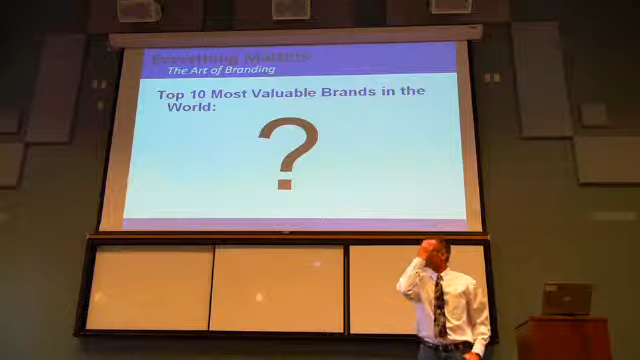 Everything Matters:
The Art of Branding
Top 10 Most Valuable Brands in the
World:
?